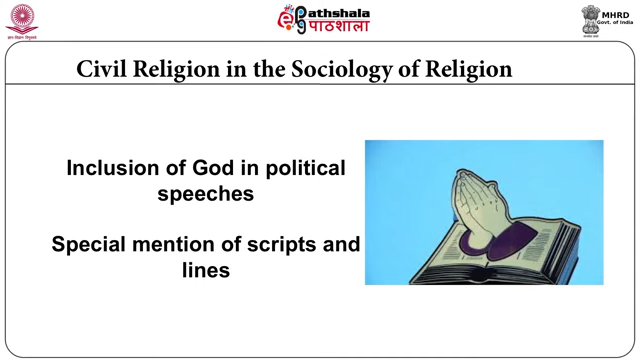 Pathshala
पाठशाला
MHRD
Govt. of India
Civil Religion in the Sociology of Religion
Inclusion of God in political
speeches
Special mention of scripts and
lines